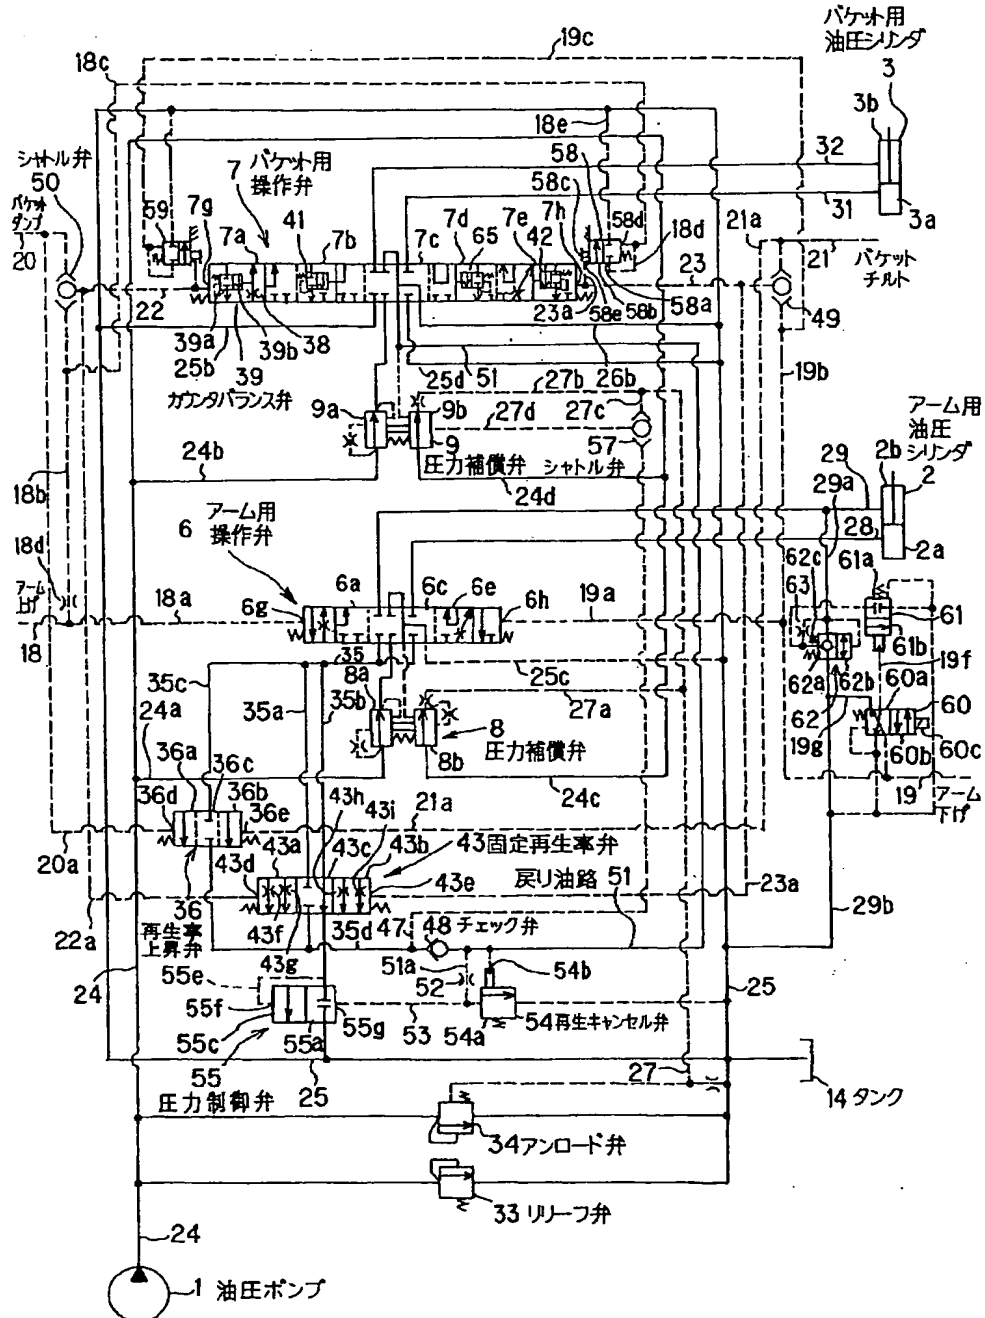 バケット用
油圧シリンダ
3
3b
19c
18c
18e
58
32
シャトル弁
50
7 バケット用
操作弁
58c
バケット
ダンプ
59
7g
7a
41
7b
7c
7d
65
7e
42
7h
58d
18d
31
3a
21a
20
23
21
バケット
チルト
22
23a
58e
58b
58a
49
39a
39b
38
25b
39
カウンタバランス弁
25d
51
26b
27b
19b
9a
9b
27d
27c
9
57
アーム用
油圧
シリンダ
24b
圧力補償弁
シャトル弁
24d
29
2b
2
29a
18b
6
アーム用
操作弁
28
2a
18d
アーム
上げ
62c
61a
63
18a
6g
6a
6c
6e
6h
19a
61
18
61b
35
25c
19f
35c
8a
62a
62b
60a
24a
35a
35b
27a
62
60
8
圧力補償弁
36a
36c
8b
19g
60b
60c
36d
36b
36e
43h
43i
21a
24c
19
アーム
下げ
20a
43a
43c
43b
43 固定再生率弁
43d
43e
戻り油路
51
23a
36
47
48 チェック弁
29b
22a
再生率
上昇弁
43f
35d
43g
51a
54b
55e
52
24
55f
25
55g
53
54a
54 再生キャンセル弁
55c
55a
55
25
27
圧力制御弁
14 タンク
34 アンロード弁
33 リリーフ弁
24
1 油圧ポンプ